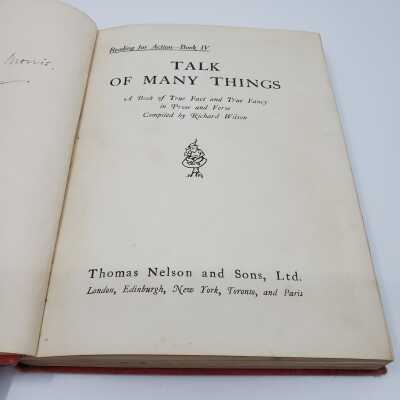 Morris.
Reading for Action—Book IV
TALK
OF MANY THINGS
A Book of True Fact and True Fancy
in Prose and Verse
Compiled by Richard Wilson
Thomas Nelson and Sons, Ltd.
London, Edinburgh, New York, Toronto, and Paris